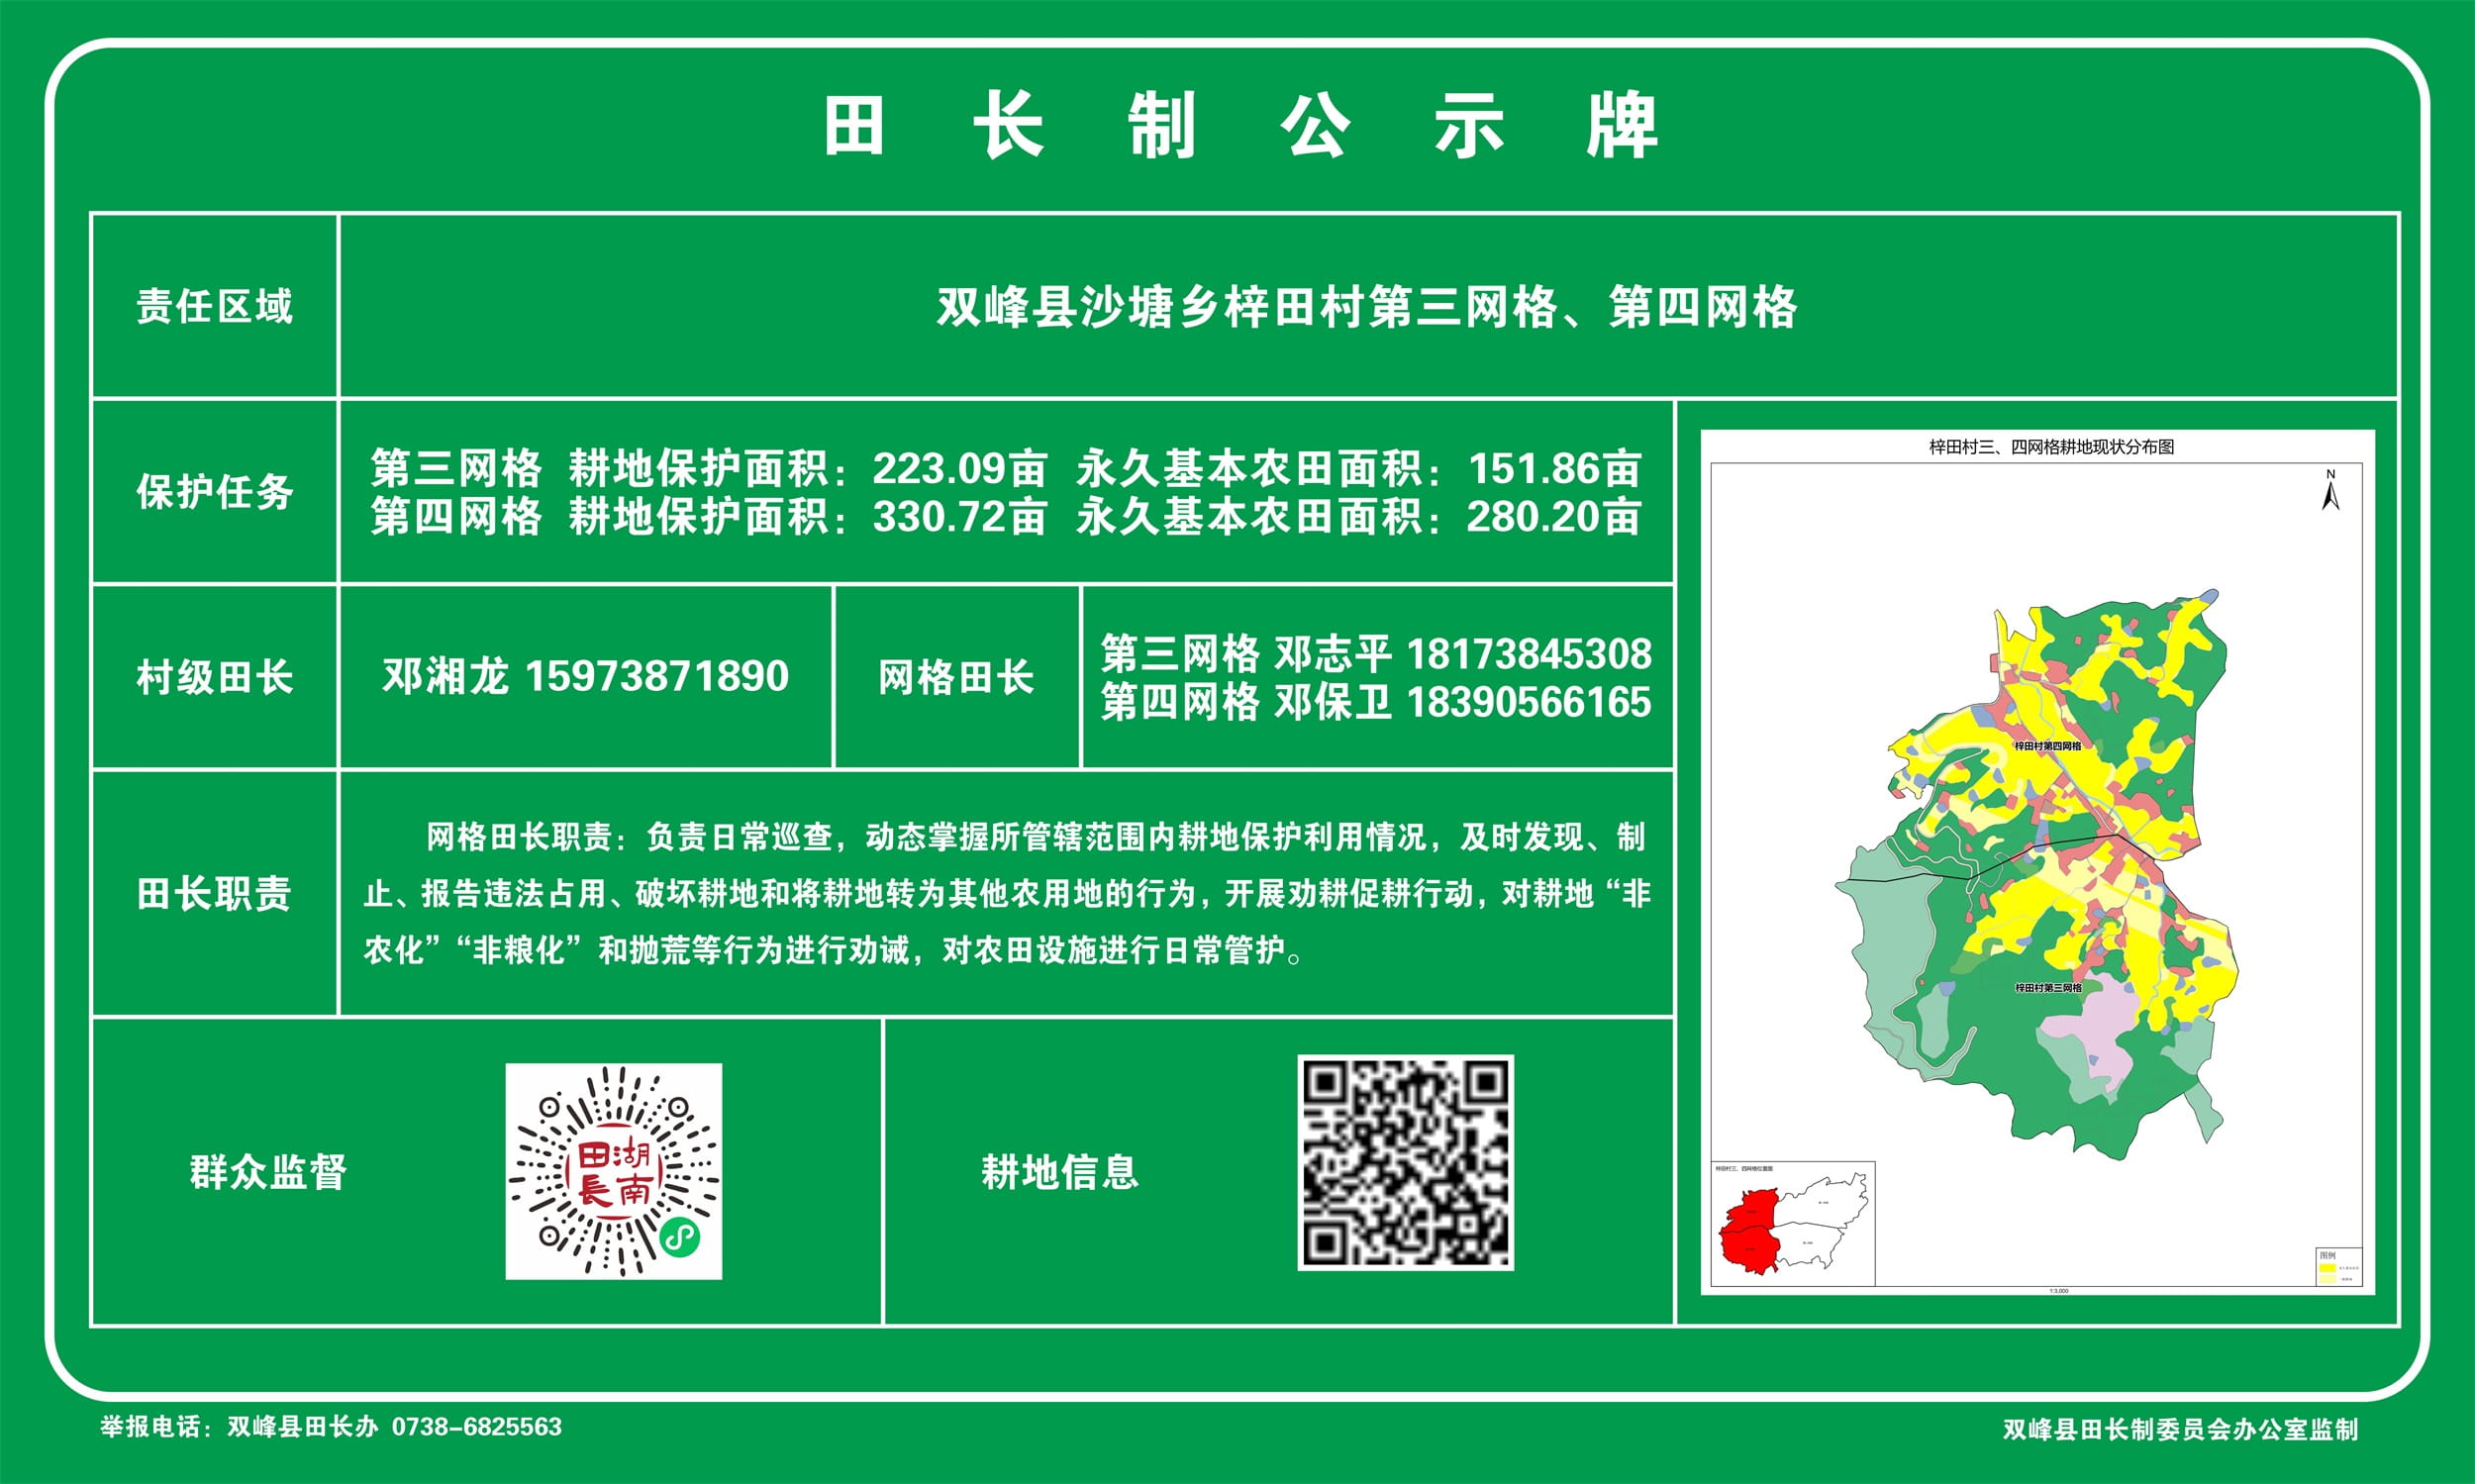 田长制公示牌
责任区域
双峰县沙塘乡梓田村第三网格、第四网格
保护任务
第三网格 耕地保护面积：223.09亩 永久基本农田面积：151.86亩
第四网格 耕地保护面积：330.72亩 永久基本农田面积：280.20亩
村级田长
邓湘龙 15973871890
网格田长
第三网格 邓志平 18173845308
第四网格 邓保卫 18390566165
田长职责
网格田长职责：负责日常巡查，动态掌握所管辖范围内耕地保护利用情况，及时发现、制
止、报告违法占用、破坏耕地和将耕地转为其他农用地的行为，开展劝耕促耕行动，对耕地“非
农化”“非粮化”和抛荒等行为进行劝诫，对农田设施进行日常管护。
群众监督
田湖
長南
耕地信息
梓田村三、四网格耕地现状分布图
N
梓田村第四网格
梓田村第三网格
梓田村三、四网格位置图
图例
1:3,000
举报电话：双峰县田长办 0738-6825563
双峰县田长制委员会办公室监制